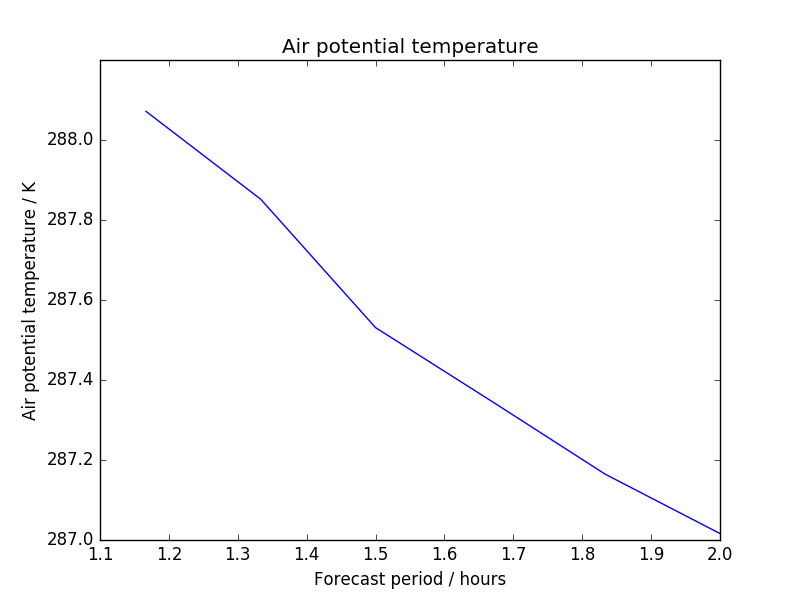 Air potential temperature
Air potential temperature / K
288.0
287.8
287.6
287.4
287.2
287.0
1.1 1.2 1.3 1.4 1.5 1.6 1.7 1.8 1.9 2.0
Forecast period / hours